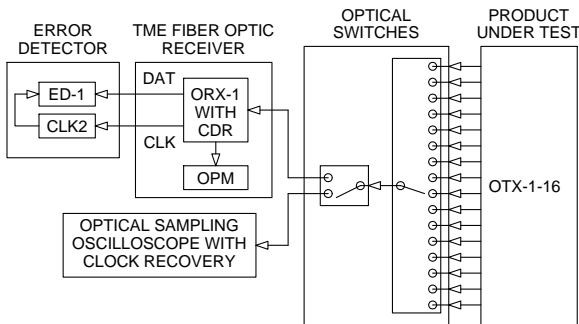 ERROR
DETECTOR
TME FIBER OPTIC
RECEIVER
OPTICAL
SWITCHES
PRODUCT
UNDER TEST
ED-1
CLK2
DAT
CLK
ORX-1
WITH
CDR
OPM
OTX-1-16
OPTICAL SAMPLING
OSCILLOSCOPE WITH
CLOCK RECOVERY